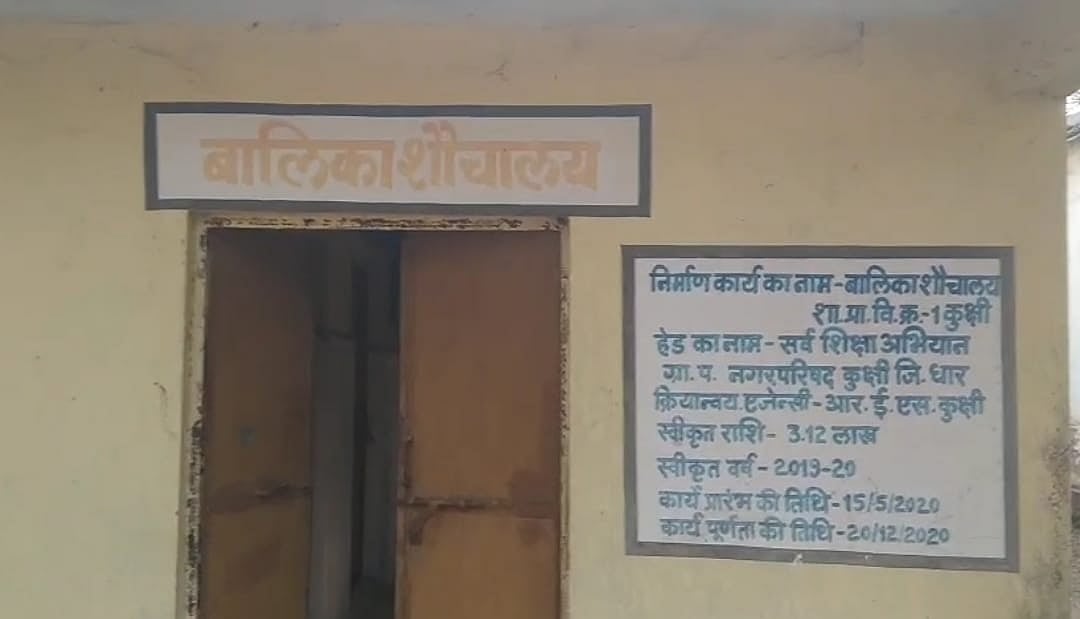 बालिका शौचालय
निर्माण कार्य का नाम-बालिका शौचालय
शा.प्रा.वि.क्र.-1 कुक्षी
हेड का नाम- सर्व शिक्षा अभियान
ग्रा.प. नगरपरिषद कुक्षी जि. धार
क्रियान्वय.एजेन्सी-आर.ई.एस.कुक्षी
स्वीकृत राशि- 3.12 लाख
स्वीकृत वर्ष-2019-20
कार्य प्रारंभ की तिथि-15/5/2020
कार्य पूर्णता की तिथि-20/12/2020